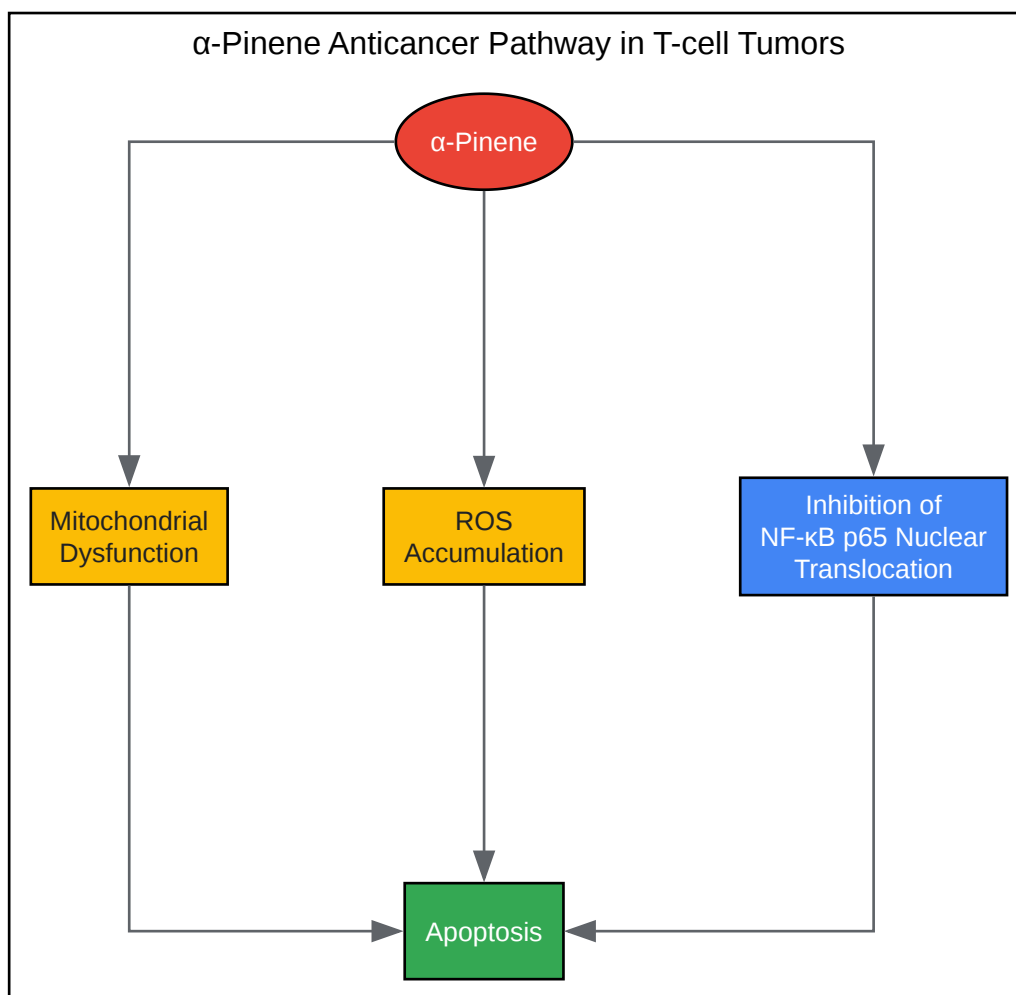 α-Pinene Anticancer Pathway in T-cell Tumors
α-Pinene
Mitochondrial
Dysfunction
ROS
Accumulation
Inhibition of
NF-κB p65 Nuclear
Translocation
Apoptosis